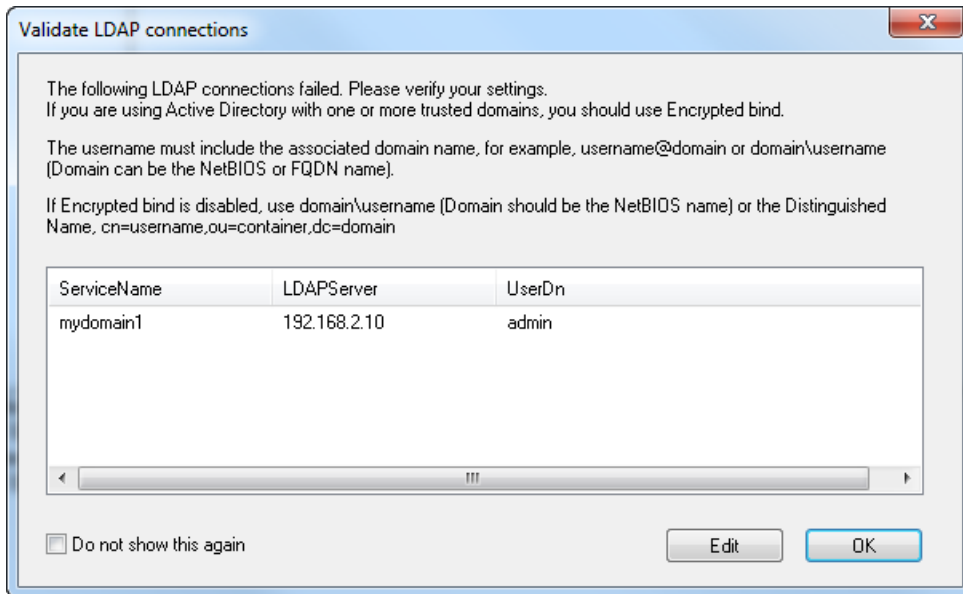 Validate LDAP connections
The following LDAP connections failed. Please verify your settings.
If you are using Active Directory with one or more trusted domains, you should use Encrypted bind.
The username must include the associated domain name, for example, username@domain or domain\username
(Domain can be the NetBIOS or FQDN name).
If Encrypted bind is disabled, use domain\username (Domain should be the NetBIOS name) or the Distinguished
Name, cn=username,ou=container,dc=domain
ServiceName LDAPServer UserDn
mydomain1 192.168.2.10 admin
Do not show this again Edit OK